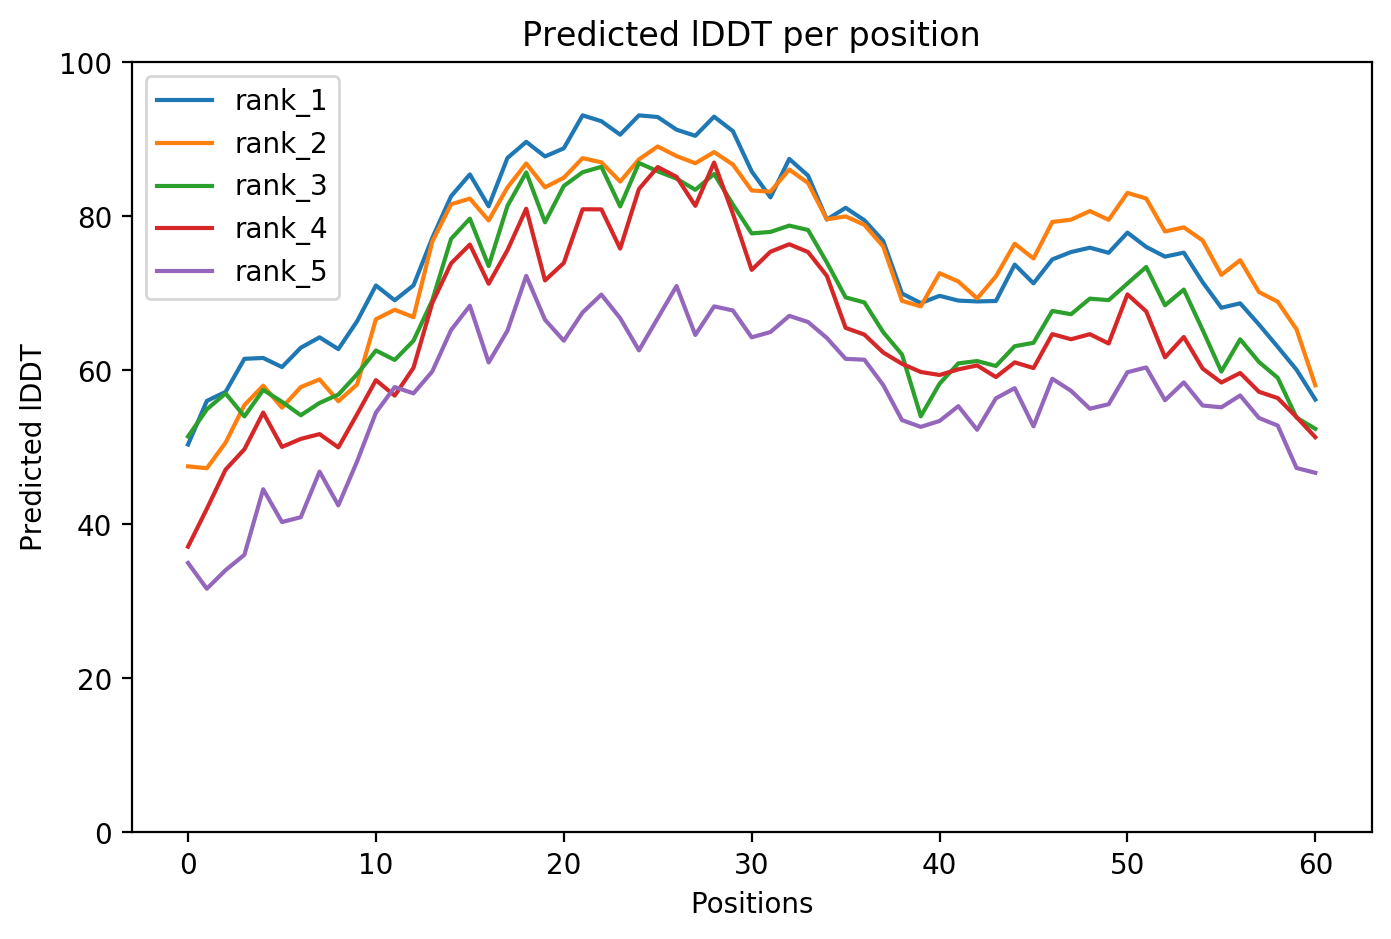 Predicted lDDT per position
100
80
60
40
20
0
Predicted lDDT
rank_1
rank_2
rank_3
rank_4
rank_5
0 10 20 30 40 50 60
Positions